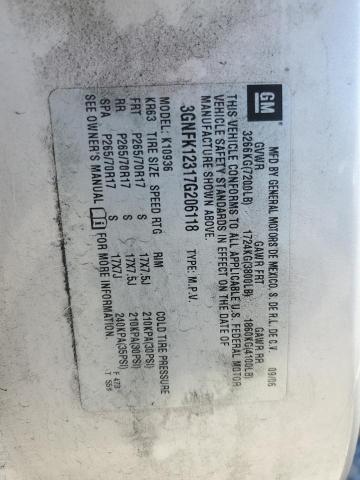 GM
MFD BY GENERAL MOTORS DE MEXICO, S. DE R.L. DE C.V.
09/06
GVWR GAWR FRT GAWR RR
3266KG(7200LB) 1724KG(3800LB) 1860KG(4100LB)
THIS VEHICLE CONFORMS TO ALL APPLICABLE U.S. FEDERAL MOTOR
VEHICLE SAFETY STANDARDS IN EFFECT ON THE DATE OF
MANUFACTURE SHOWN ABOVE.
3GNFK12317G206118 TYPE: M.P.V.
MODEL: K10936
KR63 TIRE SIZE SPEED RTG RIM COLD TIRE PRESSURE
FRT P265/70R17 S 17X7.5J 210KPA(30PSI)
RR P265/70R17 S 17X7.5J 210KPA(30PSI)
SPA P265/70R17 S 17X7J 240KPA(35PSI)
SEE OWNER'S MANUAL i FOR MORE INFORMATION.
F 473
T 559